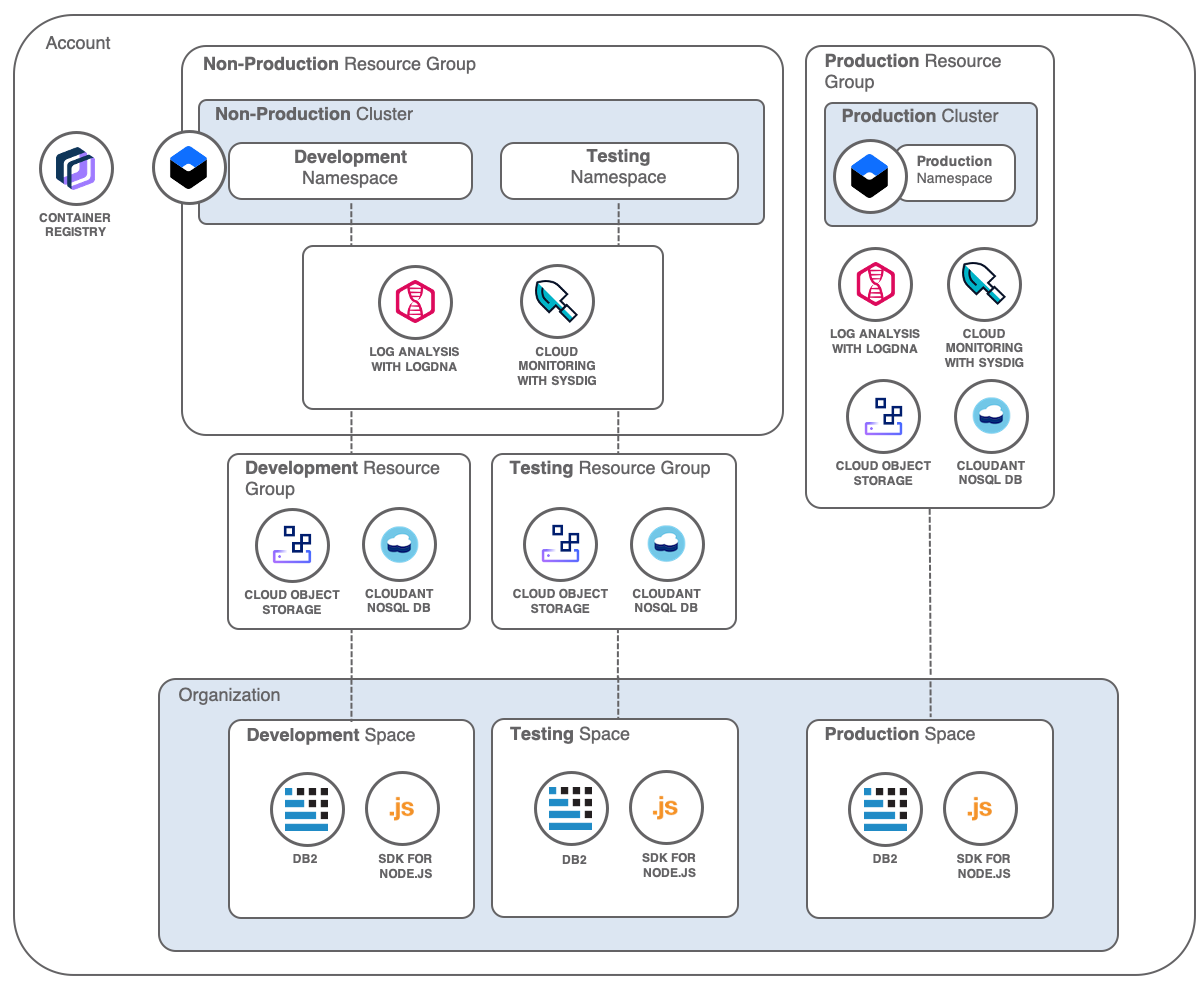 Account
Non-Production Resource Group
Non-Production Cluster
Development
Namespace
Testing
Namespace
CONTAINER
REGISTRY
LOG ANALYSIS
WITH LOGDNA
CLOUD
MONITORING
WITH SYSDIG
Production Resource
Group
Production Cluster
Production
Namespace
LOG ANALYSIS
WITH LOGDNA
CLOUD
MONITORING
WITH SYSDIG
CLOUD OBJECT
STORAGE
CLOUDANT
NOSQL DB
Development Resource
Group
CLOUD OBJECT
STORAGE
CLOUDANT
NOSQL DB
Testing Resource Group
CLOUD OBJECT
STORAGE
CLOUDANT
NOSQL DB
Organization
Development Space
DB2
.js
SDK FOR
NODE.JS
Testing Space
DB2
.js
SDK FOR
NODE.JS
Production Space
DB2
.js
SDK FOR
NODE.JS